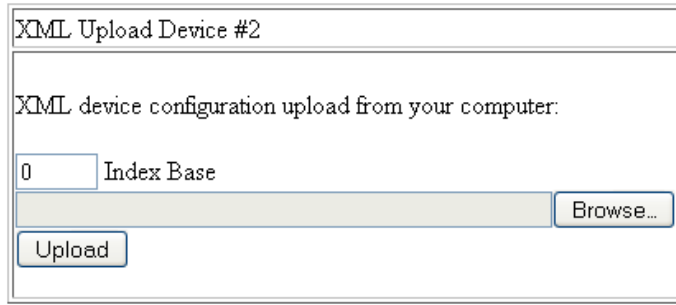 XML Upload Device #2
XML device configuration upload from your computer:
0 Index Base
Browse...
Upload